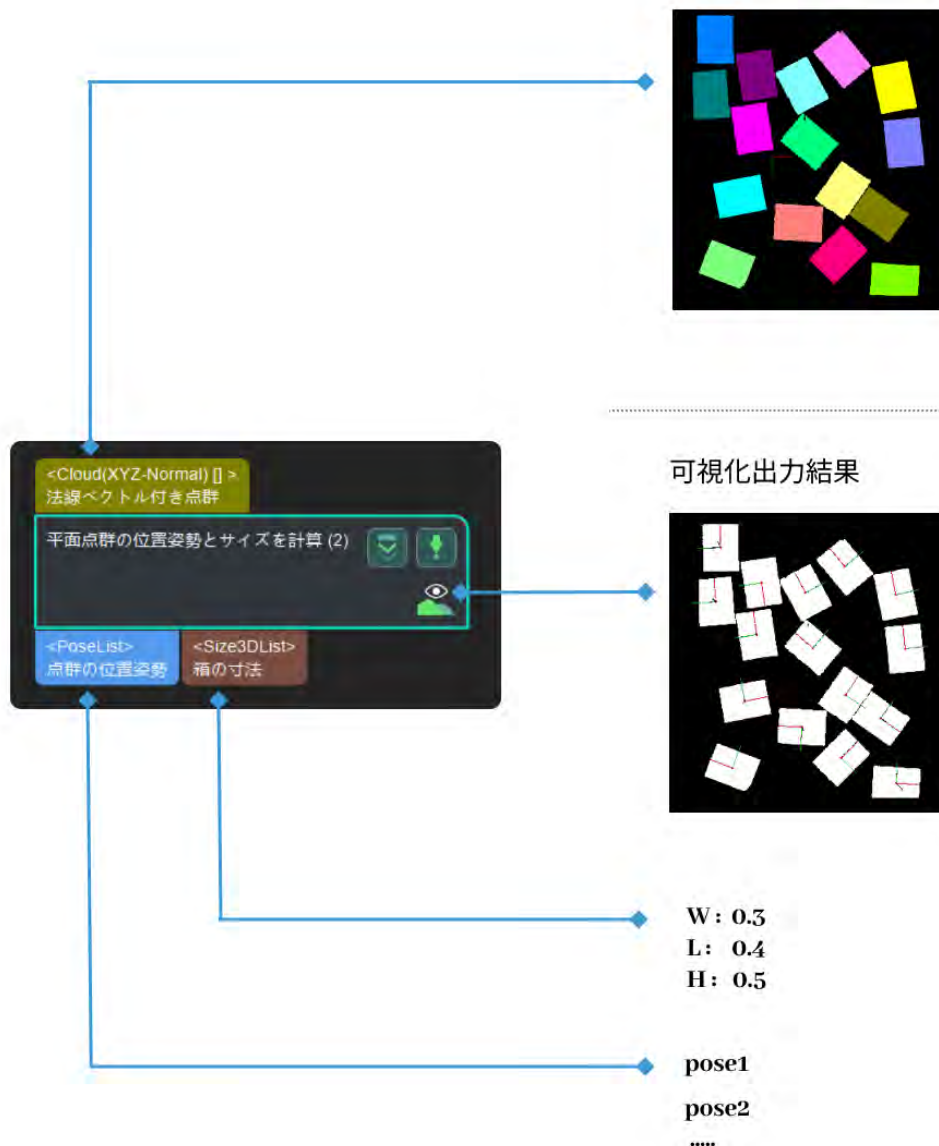 <Cloud(XYZ-Normal) [] >
法線ベクトル付き点群
平面点群の位置姿勢とサイズを計算 (2)
<PoseList>
点群の位置姿勢
<Size3DList>
箱の寸法
可視化出力結果
W : 0.3
L : 0.4
H : 0.5
pose1
pose2
.....